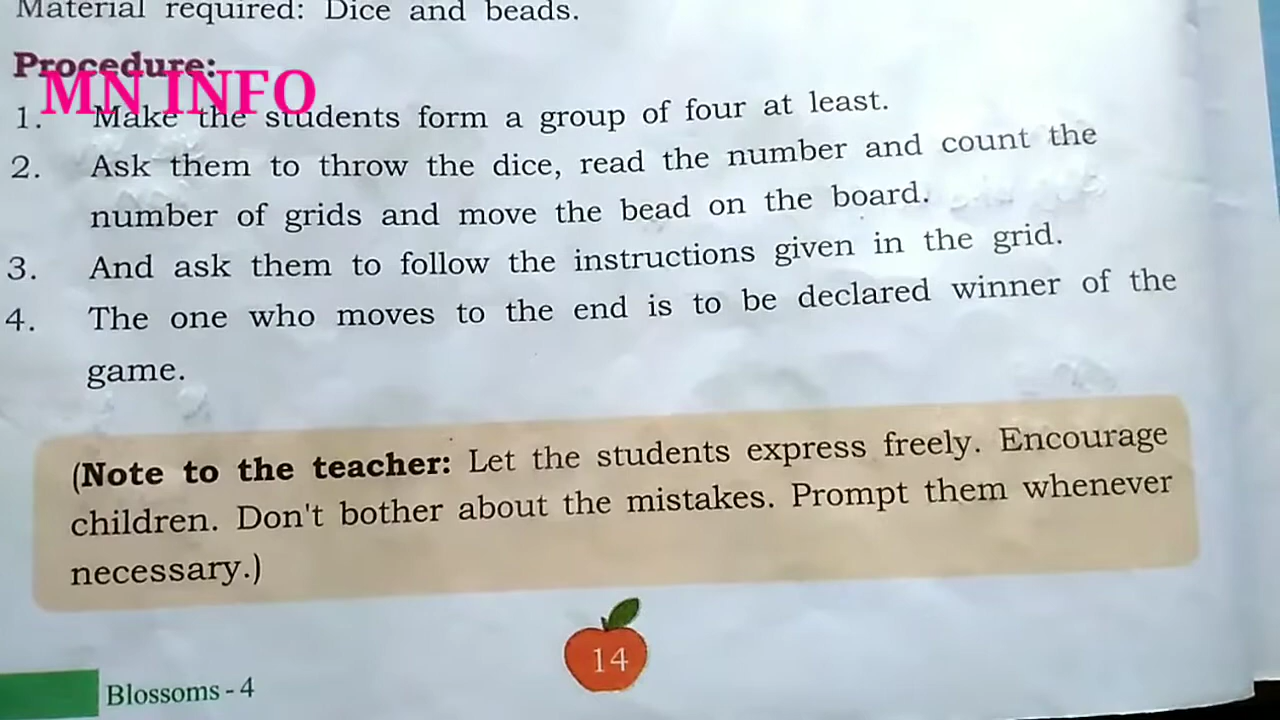 Material required: Dice and beads.
Procedure:
MN INFO
1. Make the students form a group of four at least.
2. Ask them to throw the dice, read the number and count the
number of grids and move the bead on the board.
3. And ask them to follow the instructions given in the grid.
4. The one who moves to the end is to be declared winner of the
game.
(Note to the teacher: Let the students express freely. Encourage
children. Don't bother about the mistakes. Prompt them whenever
necessary.)
14
Blossoms - 4